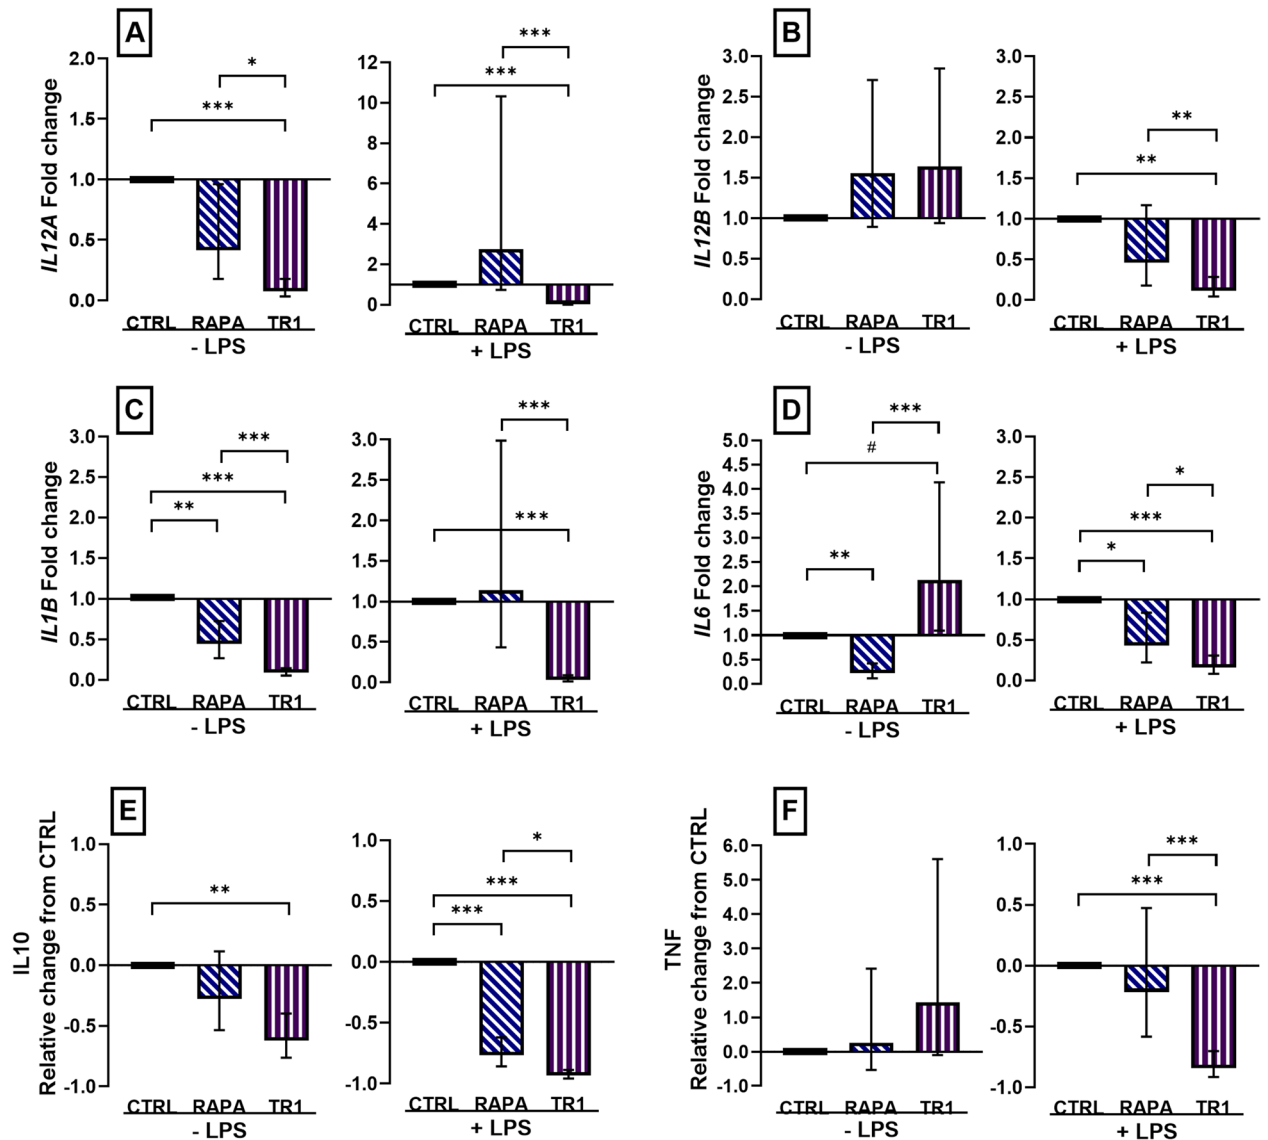 A
IL12A Fold change
2.0
1.5
1.0
0.5
0.0
*
***
CTRL RAPA TR1
- LPS
12
10
8
6
4
2
0
***
***
CTRL RAPA TR1
+ LPS
B
IL12B Fold change
3.0
2.5
2.0
1.5
1.0
0.5
0.0
CTRL RAPA TR1
- LPS
3.0
2.5
2.0
1.5
1.0
0.5
0.0
**
**
CTRL RAPA TR1
+ LPS
C
IL1B Fold change
3.0
2.5
2.0
1.5
1.0
0.5
0.0
***
***
**
CTRL RAPA TR1
- LPS
3.0
2.5
2.0
1.5
1.0
0.5
0.0
***
***
CTRL RAPA TR1
+ LPS
D
IL6 Fold change
5.0
4.5
4.0
3.5
3.0
2.5
2.0
1.5
1.0
0.5
0.0
***
#
**
CTRL RAPA TR1
- LPS
3.0
2.5
2.0
1.5
1.0
0.5
0.0
*
***
*
CTRL RAPA TR1
+ LPS
E
IL10
Relative change from CTRL
1.0
0.5
0.0
-0.5
-1.0
**
CTRL RAPA TR1
- LPS
1.0
0.5
0.0
-0.5
-1.0
*
***
***
CTRL RAPA TR1
+ LPS
F
TNF
Relative change from CTRL
6.0
5.0
4.0
3.0
2.0
1.0
0.0
-1.0
CTRL RAPA TR1
- LPS
1.0
0.5
0.0
-0.5
-1.0
***
***
CTRL RAPA TR1
+ LPS